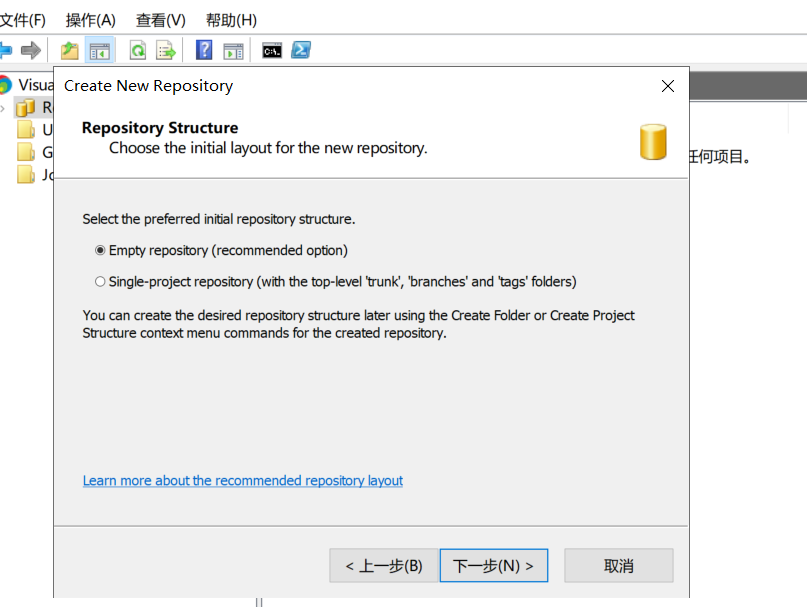 文件(F) 操作(A) 查看(V) 帮助(H)
Create New Repository
Repository Structure
Choose the initial layout for the new repository.
任何项目。
Select the preferred initial repository structure.
Empty repository (recommended option)
Single-project repository (with the top-level 'trunk', 'branches' and 'tags' folders)
You can create the desired repository structure later using the Create Folder or Create Project
Structure context menu commands for the created repository.
Learn more about the recommended repository layout
< 上一步(B) 下一步(N) > 取消